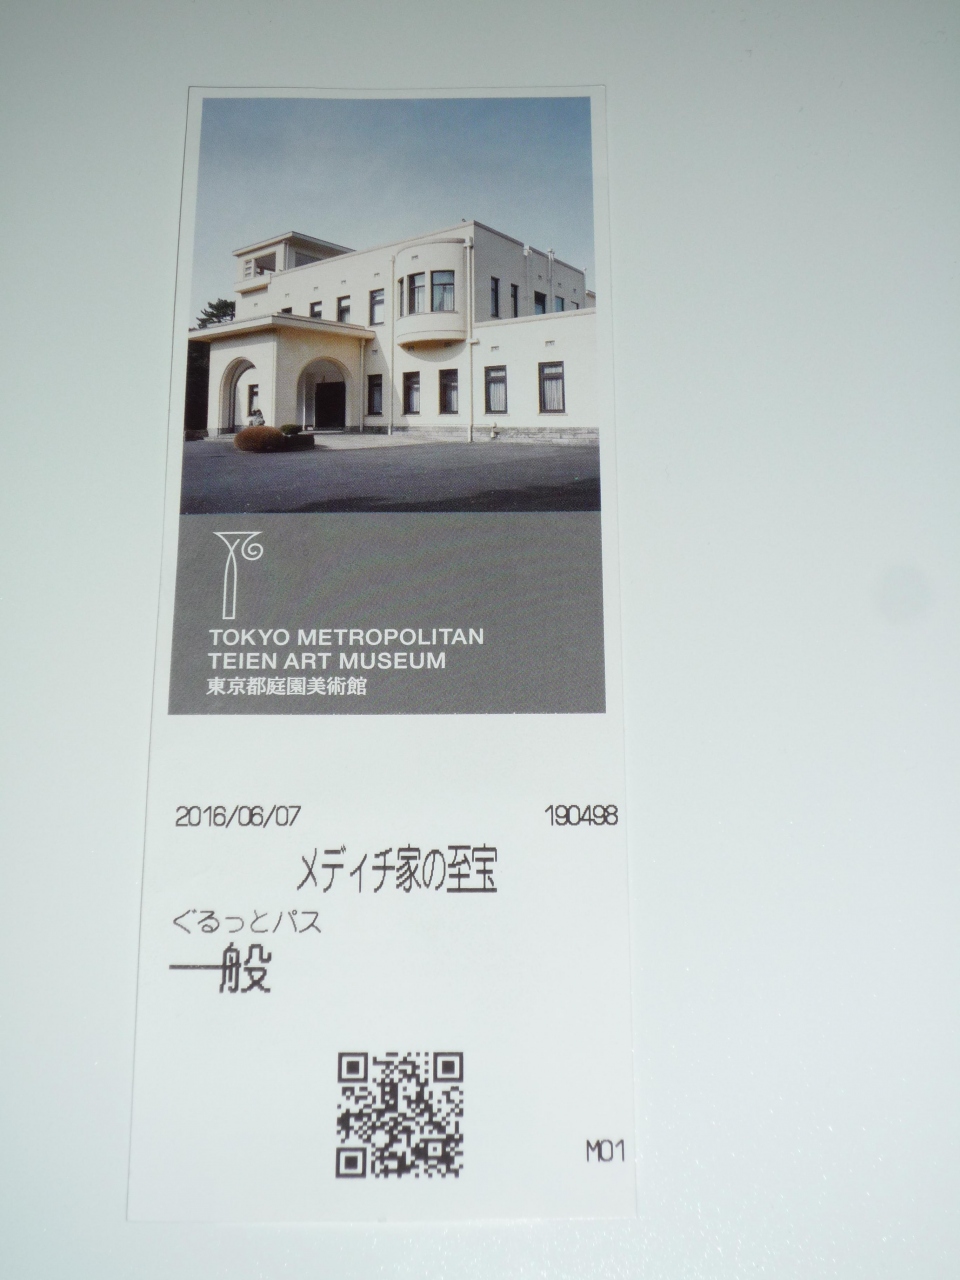 TOKYO METROPOLITAN
TEIEN ART MUSEUM
東京都庭園美術館
2016/06/07 190498
メディチ家の至宝
ぐるっとパス
一般
M01